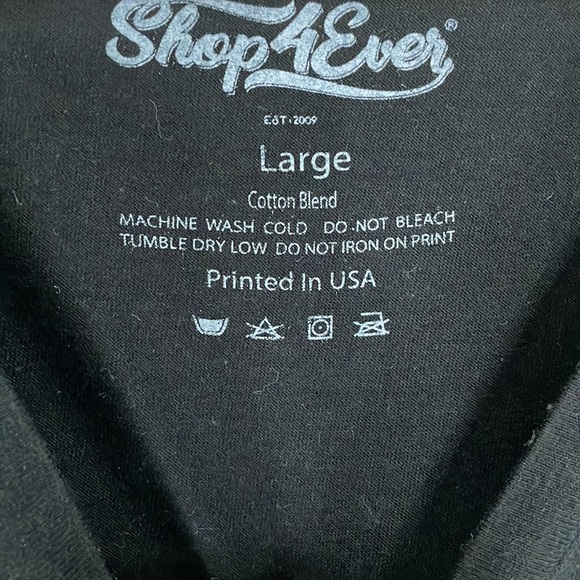 Shop4Ever®
EST. 2009
Large
Cotton Blend
MACHINE WASH COLD DO NOT BLEACH
TUMBLE DRY LOW DO NOT IRON ON PRINT
Printed In USA